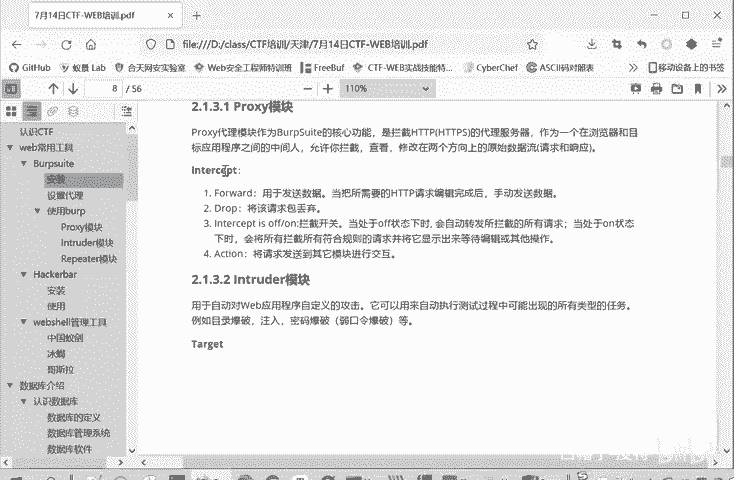 7月14日CTF-WEB培训.pdf
file:///D:/class/CTF培训/天津/7月14日CTF-WEB培训.pdf
GitHub
蚁景 Lab
合天网安实验室
Web安全工程师特训班
FreeBuf
CTF-WEB实战技能特...
CyberChef
ASCII码对照表
移动设备上的书签
8 / 56
110%
认识CTF
web常用工具
Burpsuite
安装
设置代理
使用burp
Proxy模块
Intruder模块
Repeater模块
Hackerbar
安装
使用
webshell管理工具
中国蚁剑
冰蝎
哥斯拉
数据库介绍
认识数据库
数据库的定义
数据库管理系统
数据库软件
2.1.3.1 Proxy模块
Proxy代理模块作为BurpSuite的核心功能，是拦截HTTP(HTTPS)的代理服务器，作为一个在浏览器和目
标应用程序之间的中间人，允许你拦截，查看，修改在两个方向上的原始数据流(请求和响应)。
Intercept：
1. Forward：用于发送数据。当把所需要的HTTP请求编辑完成后，手动发送数据。
2. Drop：将该请求包丢弃。
3. Intercept is off/on:拦截开关。当处于off状态下时, 会自动转发所拦截的所有请求；当处于on状态
下时，会将所有拦截所有符合规则的请求并将它显示出来等待编辑或其他操作。
4. Action：将请求发送到其它模块进行交互。
2.1.3.2 Intruder模块
用于自动对Web应用程序自定义的攻击。它可以用来自动执行测试过程中可能出现的所有类型的任务。
例如目录爆破，注入，密码爆破（弱口令爆破）等。
Target